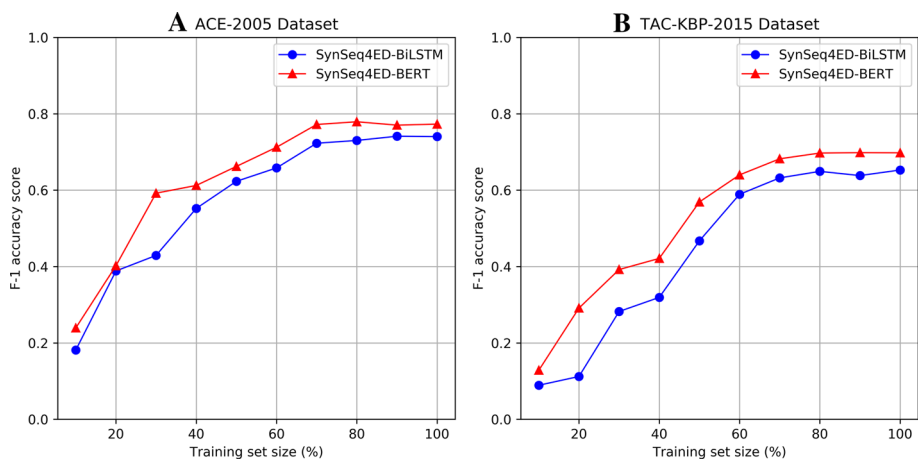 A ACE-2005 Dataset
F-1 accuracy score
1.0
0.8
0.6
0.4
0.2
0.0
SynSeq4ED-BiLSTM
SynSeq4ED-BERT
20
40
60
80
100
Training set size (%)
B TAC-KBP-2015 Dataset
F-1 accuracy score
1.0
0.8
0.6
0.4
0.2
0.0
SynSeq4ED-BiLSTM
SynSeq4ED-BERT
20
40
60
80
100
Training set size (%)